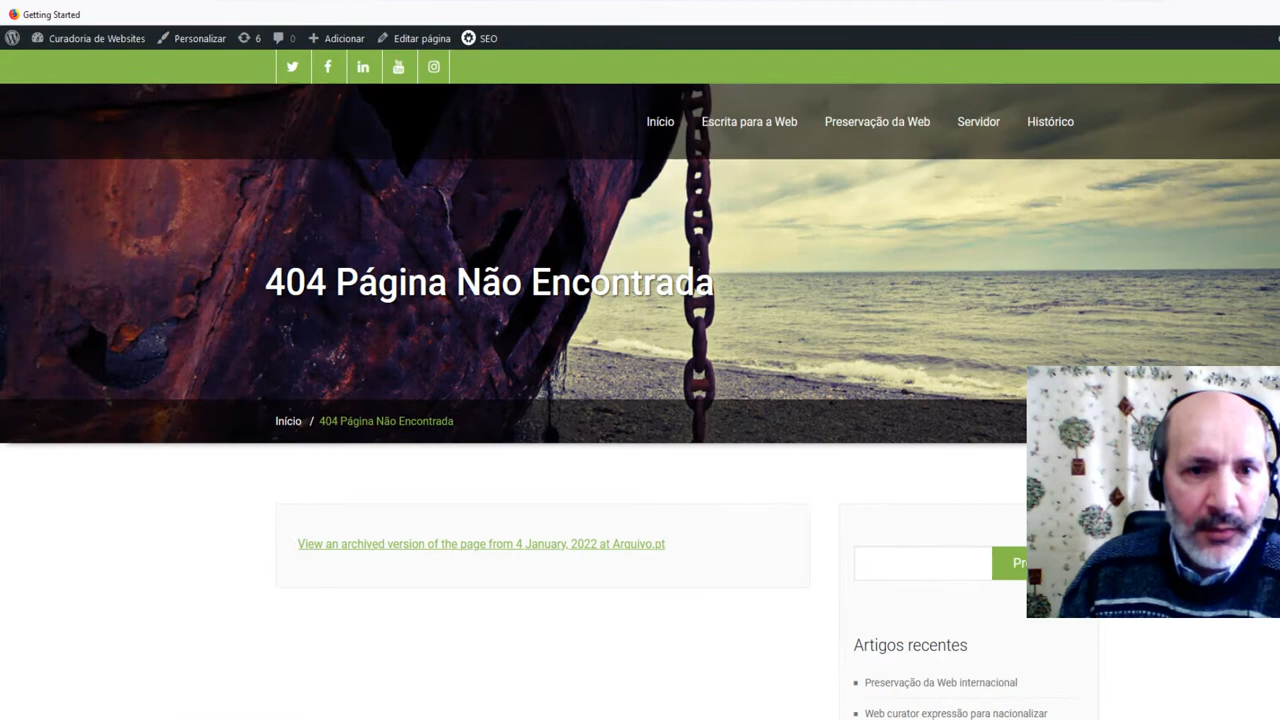 Getting Started
Curadoria de Websites Personalizar 6 0 Adicionar Editar página SEO
Início Escrita para a Web Preservação da Web Servidor Histórico
404 Página Não Encontrada
Início / 404 Página Não Encontrada
View an archived version of the page from 4 January, 2022 at Arquivo.pt
Artigos recentes
Preservação da Web internacional
Web curator expressão para nacionalizar